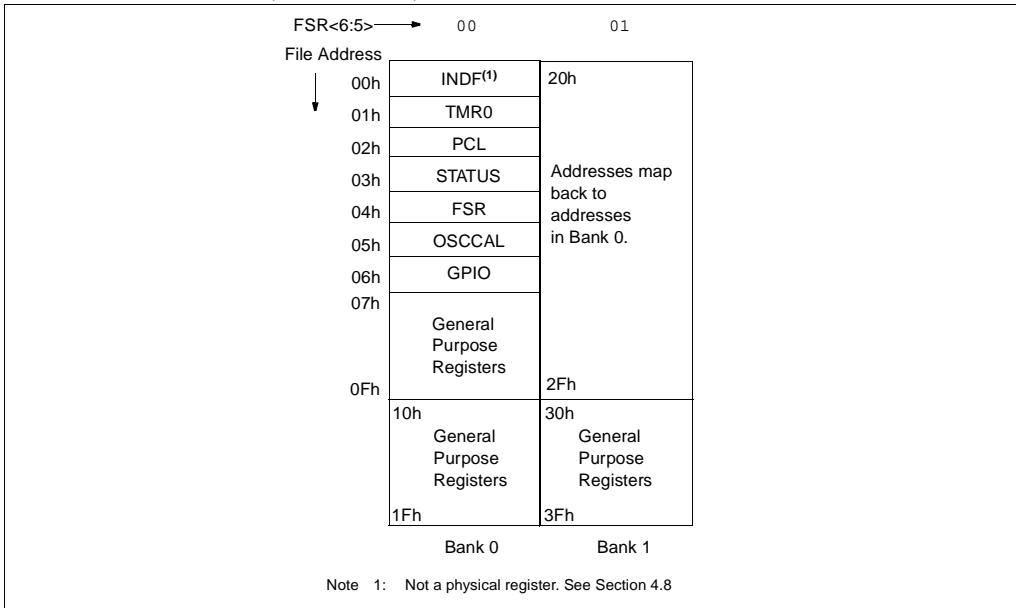 FSR<6:5> 00 01
File Address
00h INDF(1) 20h
01h TMR0
02h PCL
03h STATUS
04h FSR
05h OSCCAL
06h GPIO
07h
General
Purpose
Registers
0Fh
Addresses map
back to
addresses
in Bank 0.
2Fh
10h
General
Purpose
Registers
1Fh
30h
General
Purpose
Registers
3Fh
Bank 0 Bank 1
Note 1: Not a physical register. See Section 4.8